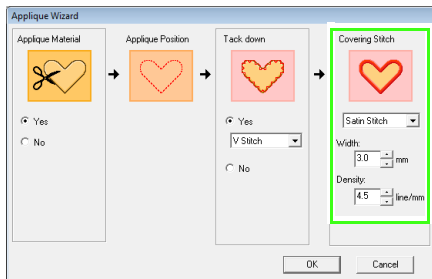 Applique Wizard
Applique Material
Applique Position
Tack down
Covering Stitch
Yes
No
Yes
V Stitch
No
Satin Stitch
Width:
3.0 mm
Density:
4.5 line/mm
OK
Cancel